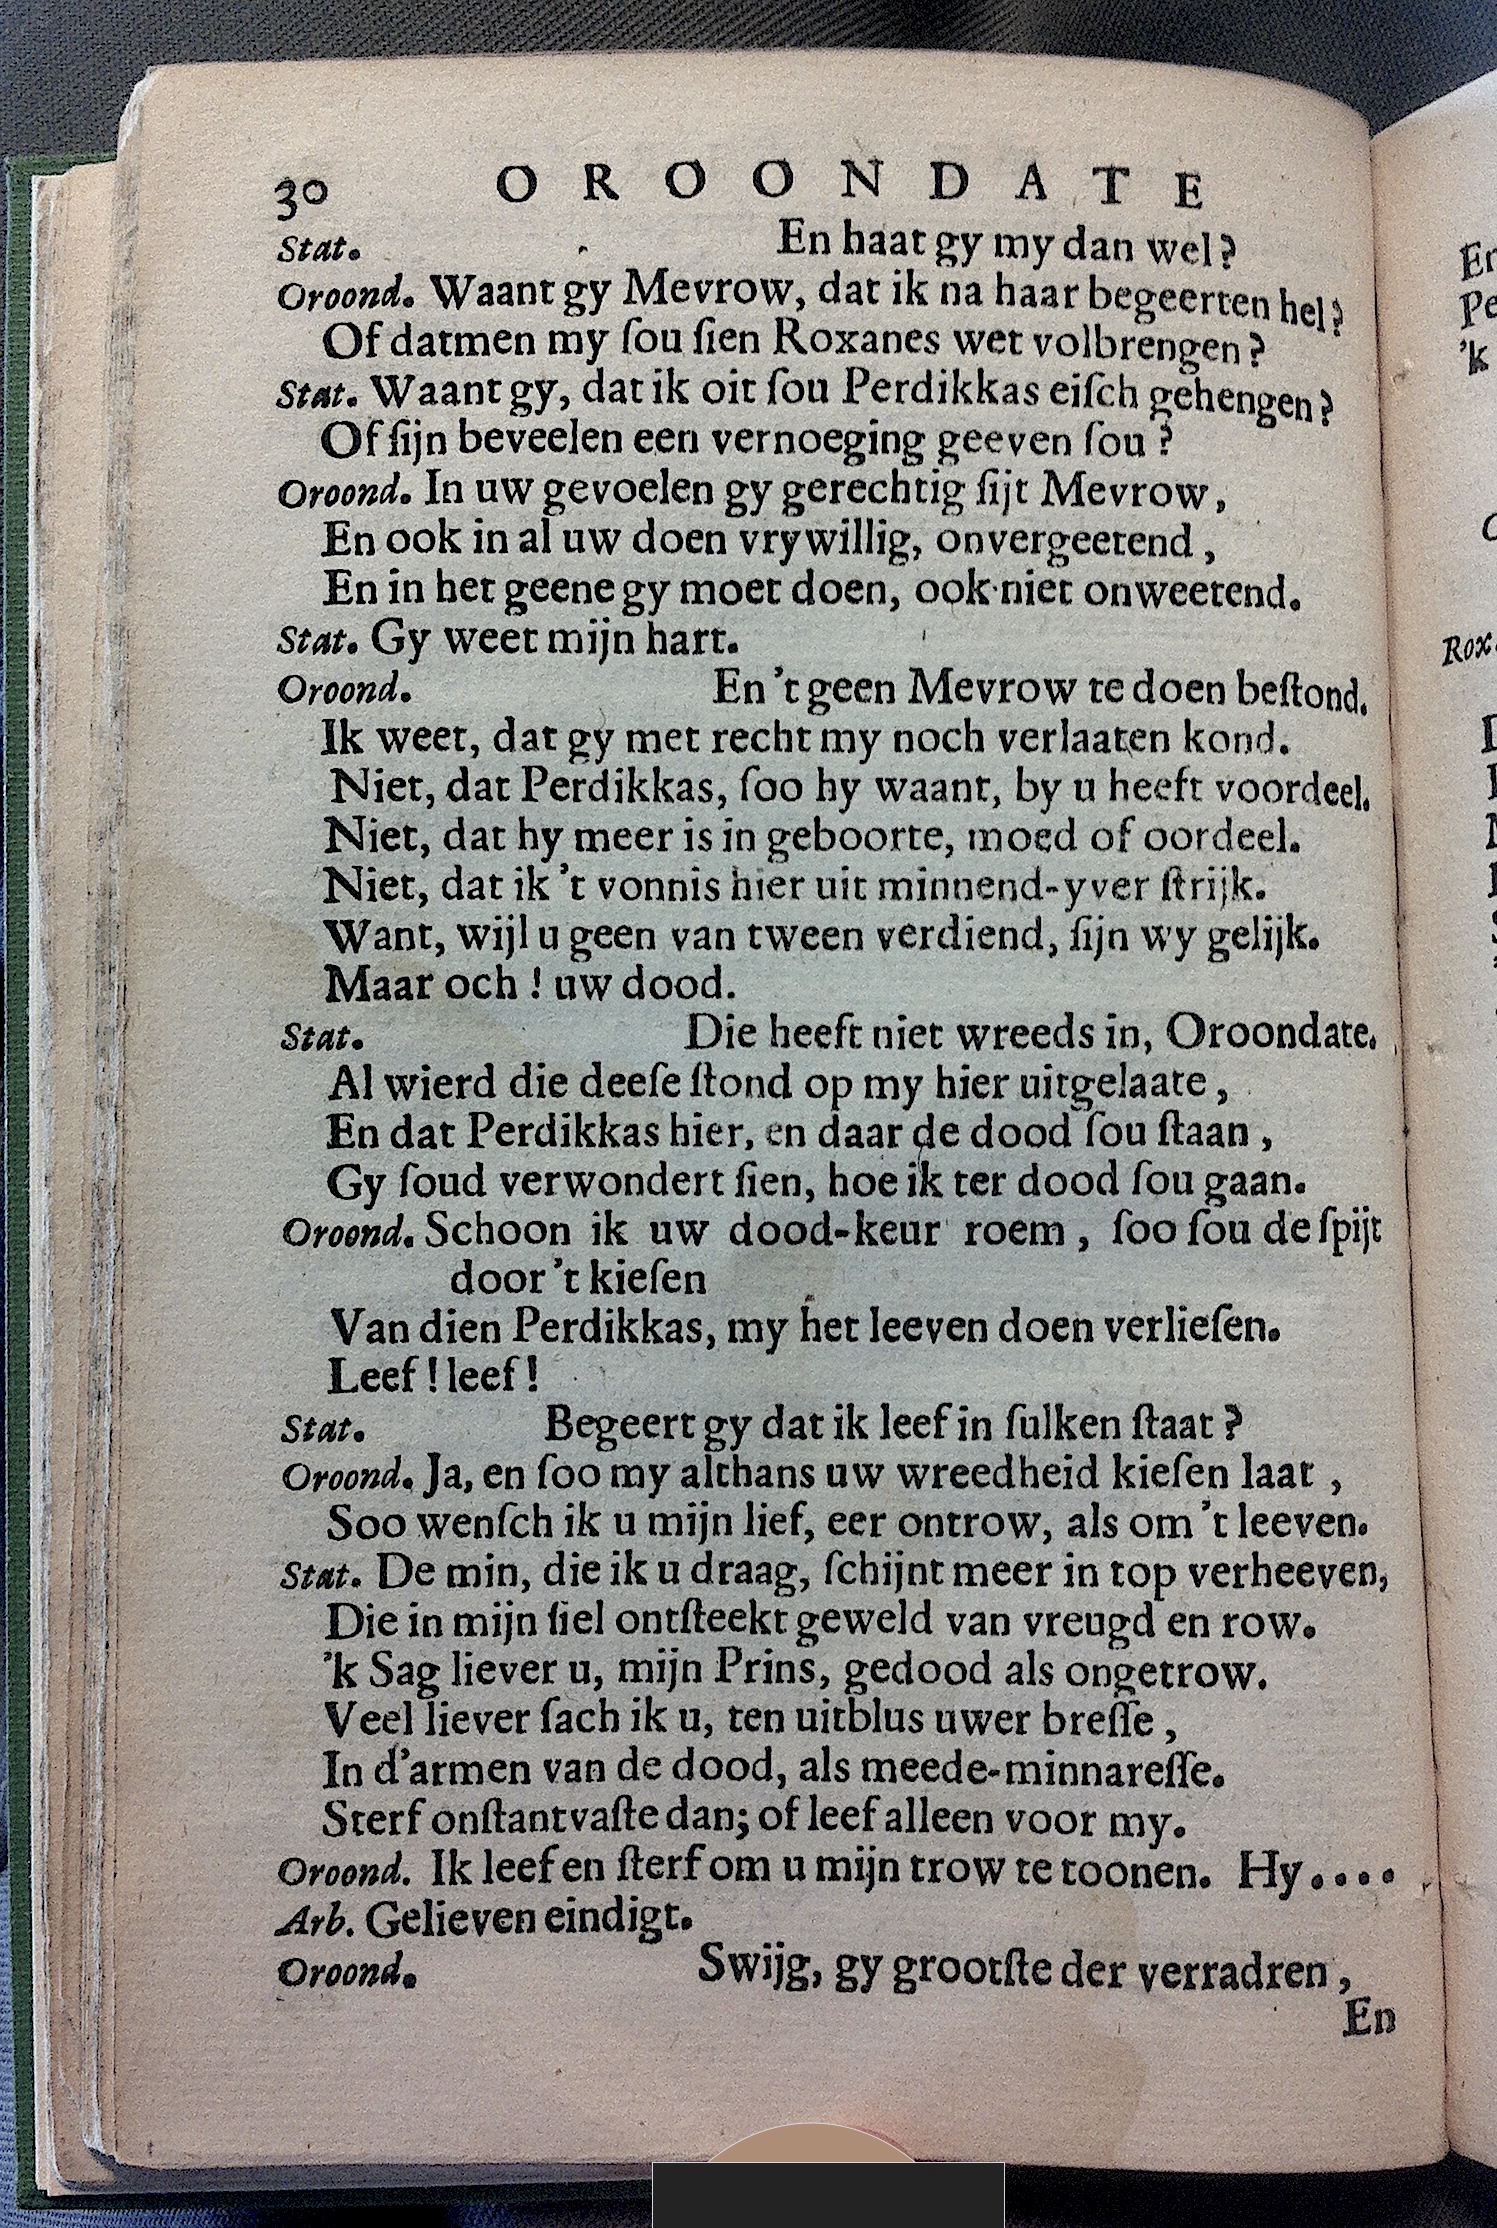 30 OROONDATE
Stat. En haat gy my dan wel?
Oroond. Waant gy Mevrow, dat ik na haar begeerten hel?
Of datmen my ſou ſien Roxanes wet volbrengen?
Stat. Waant gy, dat ik oit ſou Perdikkas eiſch gehengen?
Of ſijn beveelen een vernoeging geeven ſou?
Oroond. In uw gevoelen gy gerechtig ſijt Mevrow,
En ook in al uw doen vrywillig, onvergeetend,
En in het geene gy moet doen, ook niet onweetend.
Stat. Gy weet mijn hart.
Oroond. En 't geen Mevrow te doen beſtond.
Ik weet, dat gy met recht my noch verlaaten kond.
Niet, dat Perdikkas, ſoo hy waant, by u heeft voordeel.
Niet, dat hy meer is in geboorte, moed of oordeel.
Niet, dat ik 't vonnis hier uit minnend-yver ſtrijk.
Want, wijl u geen van tween verdiend, ſijn wy gelijk.
Maar och! uw dood.
Stat. Die heeft niet wreeds in, Oroondate.
Al wierd die deeſe ſtond op my hier uitgelaate,
En dat Perdikkas hier, en daar de dood ſou ſtaan,
Gy ſoud verwondert ſien, hoe ik ter dood ſou gaan.
Oroond. Schoon ik uw dood-keur roem, ſoo ſou de ſpijt
door 't kieſen
Van dien Perdikkas, my het leeven doen verlieſen.
Leef! leef!
Stat. Begeert gy dat ik leef in ſulken ſtaat?
Oroond. Ja, en ſoo my althans uw wreedheid kieſen laat,
Soo wenſch ik u mijn lief, eer ontrow, als om 't leeven.
Stat. De min, die ik u draag, ſchijnt meer in top verheeven,
Die in mijn ſiel ontſteekt geweld van vreugd en row.
'k Sag liever u, mijn Prins, gedood als ongetrow.
Veel liever ſach ik u, ten uitblus uwer breſſe,
In d'armen van de dood, als meede-minnareſſe.
Sterf onſtantvaſte dan; of leef alleen voor my.
Oroond. Ik leef en ſterf om u mijn trow te toonen. Hy....
Arb. Gelieven eindigt.
Oroond. Swijg, gy grootſte der verradren,
En
Pe
'k
Rox.